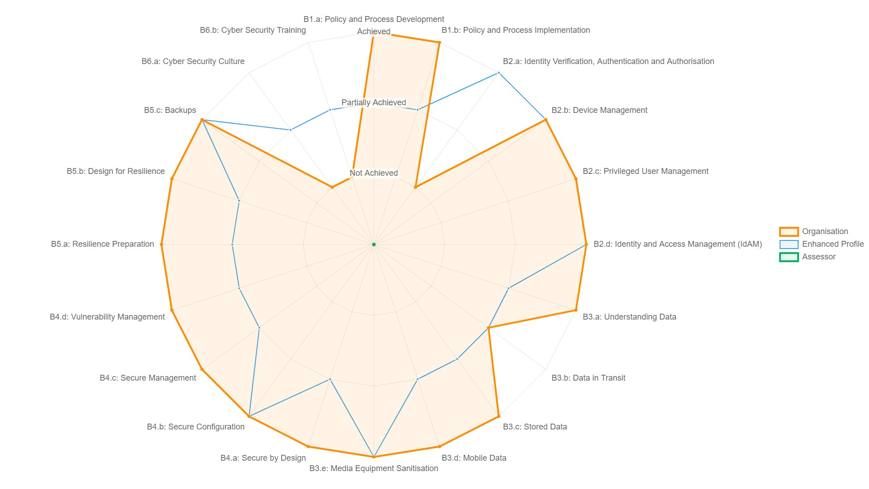 B1.a: Policy and Process Development
Achieved
B6.b: Cyber Security Training
B1.b: Policy and Process Implementation
B6.a: Cyber Security Culture
B2.a: Identity Verification, Authentication and Authorisation
Partially Achieved
B5.c: Backups
B2.b: Device Management
B5.b: Design for Resilience
Not Achieved
B2.c: Privileged User Management
Organisation
B5.a: Resilience Preparation
B2.d: Identity and Access Management (IdAM)
Enhanced Profile
Assessor
B4.d: Vulnerability Management
B3.a: Understanding Data
B4.c: Secure Management
B3.b: Data in Transit
B4.b: Secure Configuration
B3.c: Stored Data
B4.a: Secure by Design
B3.d: Mobile Data
B3.e: Media Equipment Sanitisation